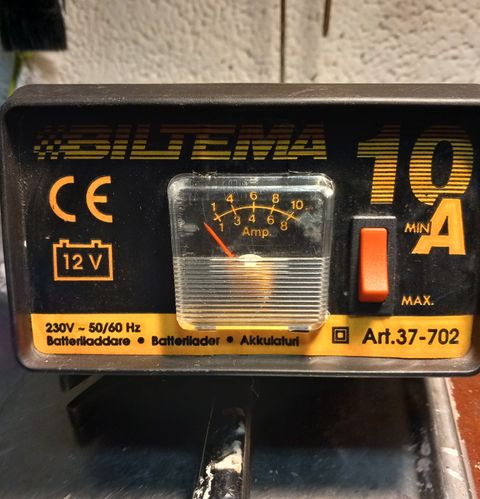 BILTEMA 10
A
CE
12 V
1 4 6 8 10
1 3 4 6 8
Amp.
MIN
MAX.
230V ~ 50/60 Hz
Batteriladdare • Batterilader • Akkulaturi
Art.37-702